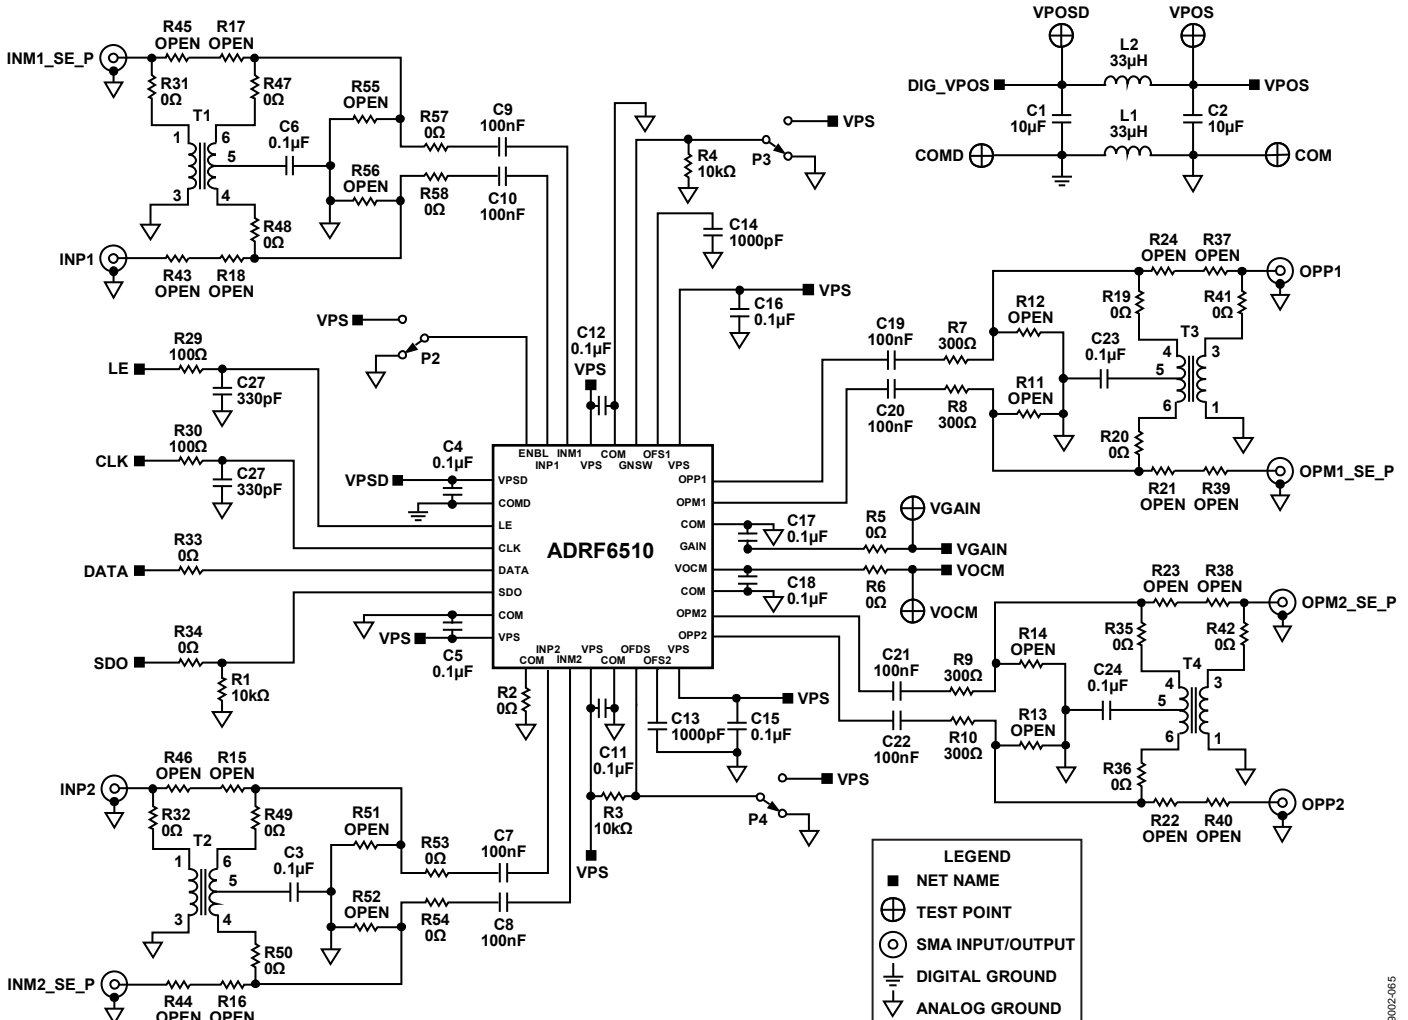 R45
OPEN
R17
OPEN
INM1_SE_P
R31
0Ω
R47
0Ω
T1
1
6
5
3
4
C6
0.1µF
R55
OPEN
R56
OPEN
R57
0Ω
R58
0Ω
C9
100nF
C10
100nF
R48
0Ω
INP1
R43
OPEN
R18
OPEN
R4
10kΩ
P3
VPS
C14
1000pF
C16
0.1µF
VPS
VPOSD
VPOS
L2
33µH
DIG_VPOS
VPOS
C1
10µF
L1
33µH
C2
10µF
COMD
COM
VPS
P2
C12
0.1µF
VPS
R29
100Ω
LE
C27
330pF
R30
100Ω
CLK
C27
330pF
C4
0.1µF
VPSD
R33
0Ω
DATA
R34
0Ω
SDO
R1
10kΩ
VPS
C5
0.1µF
ENBL
INP1
INM1
VPS
COM
GNSW
OFS1
VPS
VPSD
COMD
LE
CLK
DATA
SDO
COM
VPS
ADRF6510
OPP1
OPM1
COM
GAIN
VOCM
COM
OPM2
OPP2
COM
INP2
INM2
VPS
COM
OFDS
OFS2
VPS
C19
100nF
R7
300Ω
C20
100nF
R8
300Ω
R12
OPEN
R11
OPEN
C23
0.1µF
R24
OPEN
R37
OPEN
OPP1
R19
0Ω
R41
0Ω
T3
4
3
5
6
1
R20
0Ω
R21
OPEN
R39
OPEN
OPM1_SE_P
C17
0.1µF
R5
0Ω
VGAIN
VGAIN
VOCM
C18
0.1µF
R6
0Ω
VOCM
C21
100nF
R9
300Ω
C22
100nF
R10
300Ω
R14
OPEN
R13
OPEN
C24
0.1µF
R23
OPEN
R38
OPEN
OPM2_SE_P
R35
0Ω
R42
0Ω
T4
4
3
5
6
1
R36
0Ω
R22
OPEN
R40
OPEN
OPP2
R2
0Ω
C11
0.1µF
C13
1000pF
C15
0.1µF
VPS
R3
10kΩ
VPS
P4
VPS
R46
OPEN
R15
OPEN
INP2
R32
0Ω
R49
0Ω
T2
1
6
5
3
4
C3
0.1µF
R51
OPEN
R52
OPEN
R53
0Ω
R54
0Ω
C7
100nF
C8
100nF
R50
0Ω
INM2_SE_P
R44
OPEN
R16
OPEN
LEGEND
NET NAME
TEST POINT
SMA INPUT/OUTPUT
DIGITAL GROUND
ANALOG GROUND